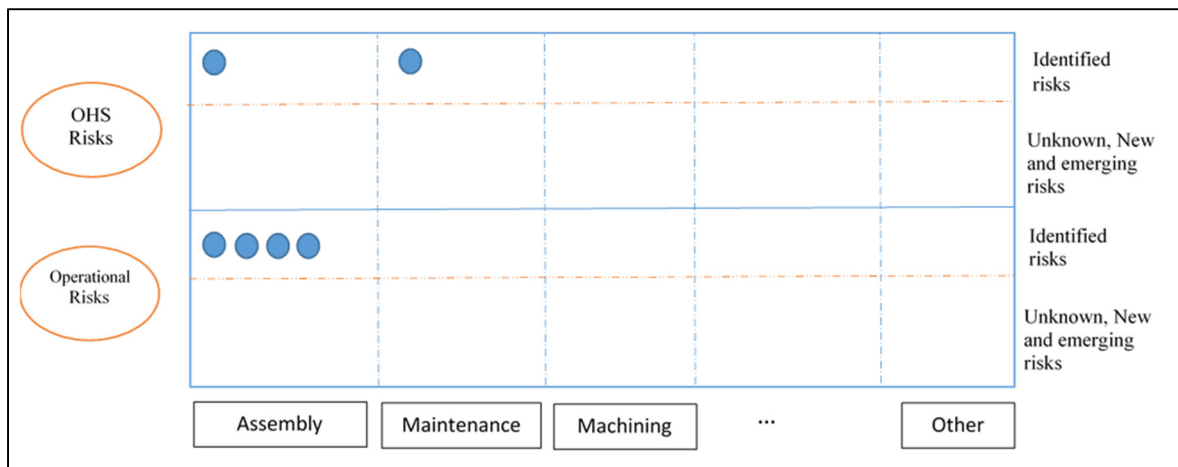 OHS
Risks
Identified
risks
Unknown, New
and emerging
risks
Operational
Risks
Identified
risks
Unknown, New
and emerging
risks
Assembly
Maintenance
Machining
...
Other